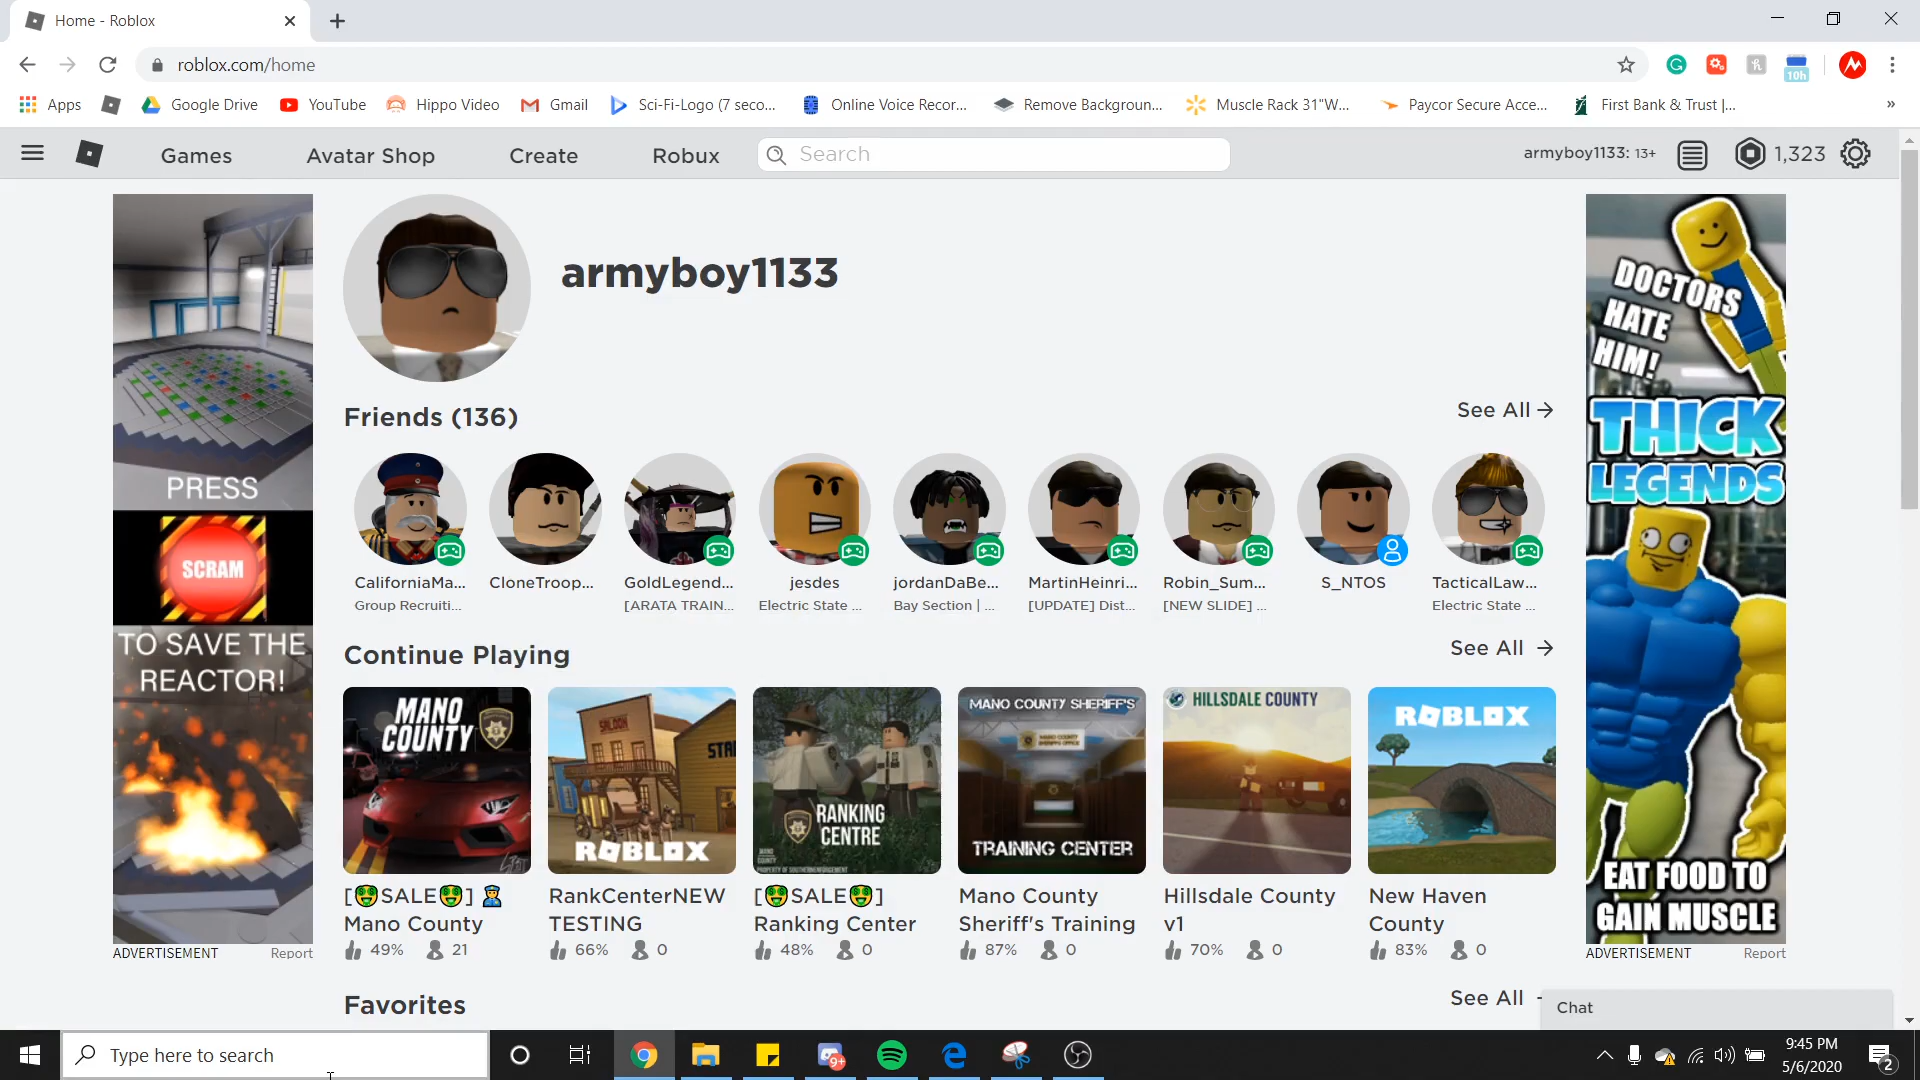 Home - Roblox
roblox.com/home
10h
Apps
Google Drive
YouTube
Hippo Video
Gmail
Sci-Fi-Logo (7 seco...
Online Voice Recor...
Remove Backgroun...
Muscle Rack 31"W...
Paycor Secure Acce...
First Bank & Trust |...
»
Games
Avatar Shop
Create
Robux
Search
armyboy1133: 13+
1,323
PRESS
SCRAM
TO SAVE THE
REACTOR!
ADVERTISEMENT
Report
armyboy1133
Friends (136)
See All →
CaliforniaMa...
CloneTroop...
GoldLegend...
jesdes
jordanDaBe...
MartinHeinri...
Robin_Sum...
S_NTOS
TacticalLaw...
Group Recruiti...
[ARATA TRAIN...
Electric State ...
Bay Section | ...
[UPDATE] Dist...
[NEW SLIDE] ...
Electric State ...
Continue Playing
See All →
MANO
COUNTY
SALOON
ROBLOX
RANKING
CENTRE
MANO COUNTY SHERIFF'S
TRAINING CENTER
HILLSDALE COUNTY
ROBLOX
[🤑SALE🤑] 👮
Mano County
RankCenterNEW
TESTING
[🤑SALE🤑]
Ranking Center
Mano County
Sheriff's Training
Hillsdale County
v1
New Haven
County
49% 21
66% 0
48% 0
87% 0
70% 0
83% 0
Favorites
See All
DOCTORS
HATE
HIM!
THICK
LEGENDS
EAT FOOD TO
GAIN MUSCLE
ADVERTISEMENT
Report
Chat
Type here to search
9+
9:45 PM
5/6/2020
2